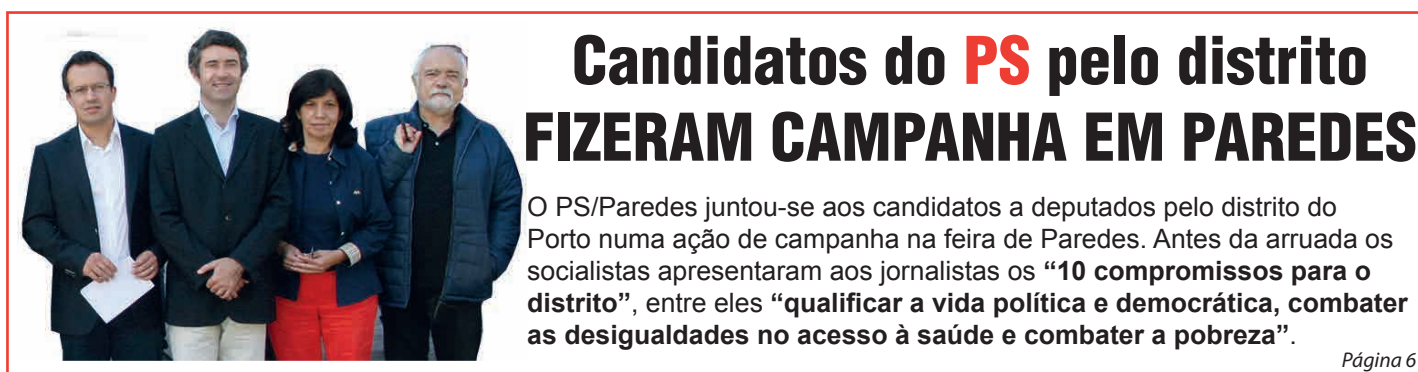 Candidatos do PS pelo distrito
FIZERAM CAMPANHA EM PAREDES
O PS/Paredes juntou-se aos candidatos a deputados pelo distrito do
Porto numa ação de campanha na feira de Paredes. Antes da arruada os
socialistas apresentaram aos jornalistas os “10 compromissos para o
distrito”, entre eles “qualificar a vida política e democrática, combater
as desigualdades no acesso à saúde e combater a pobreza”.
Página 6